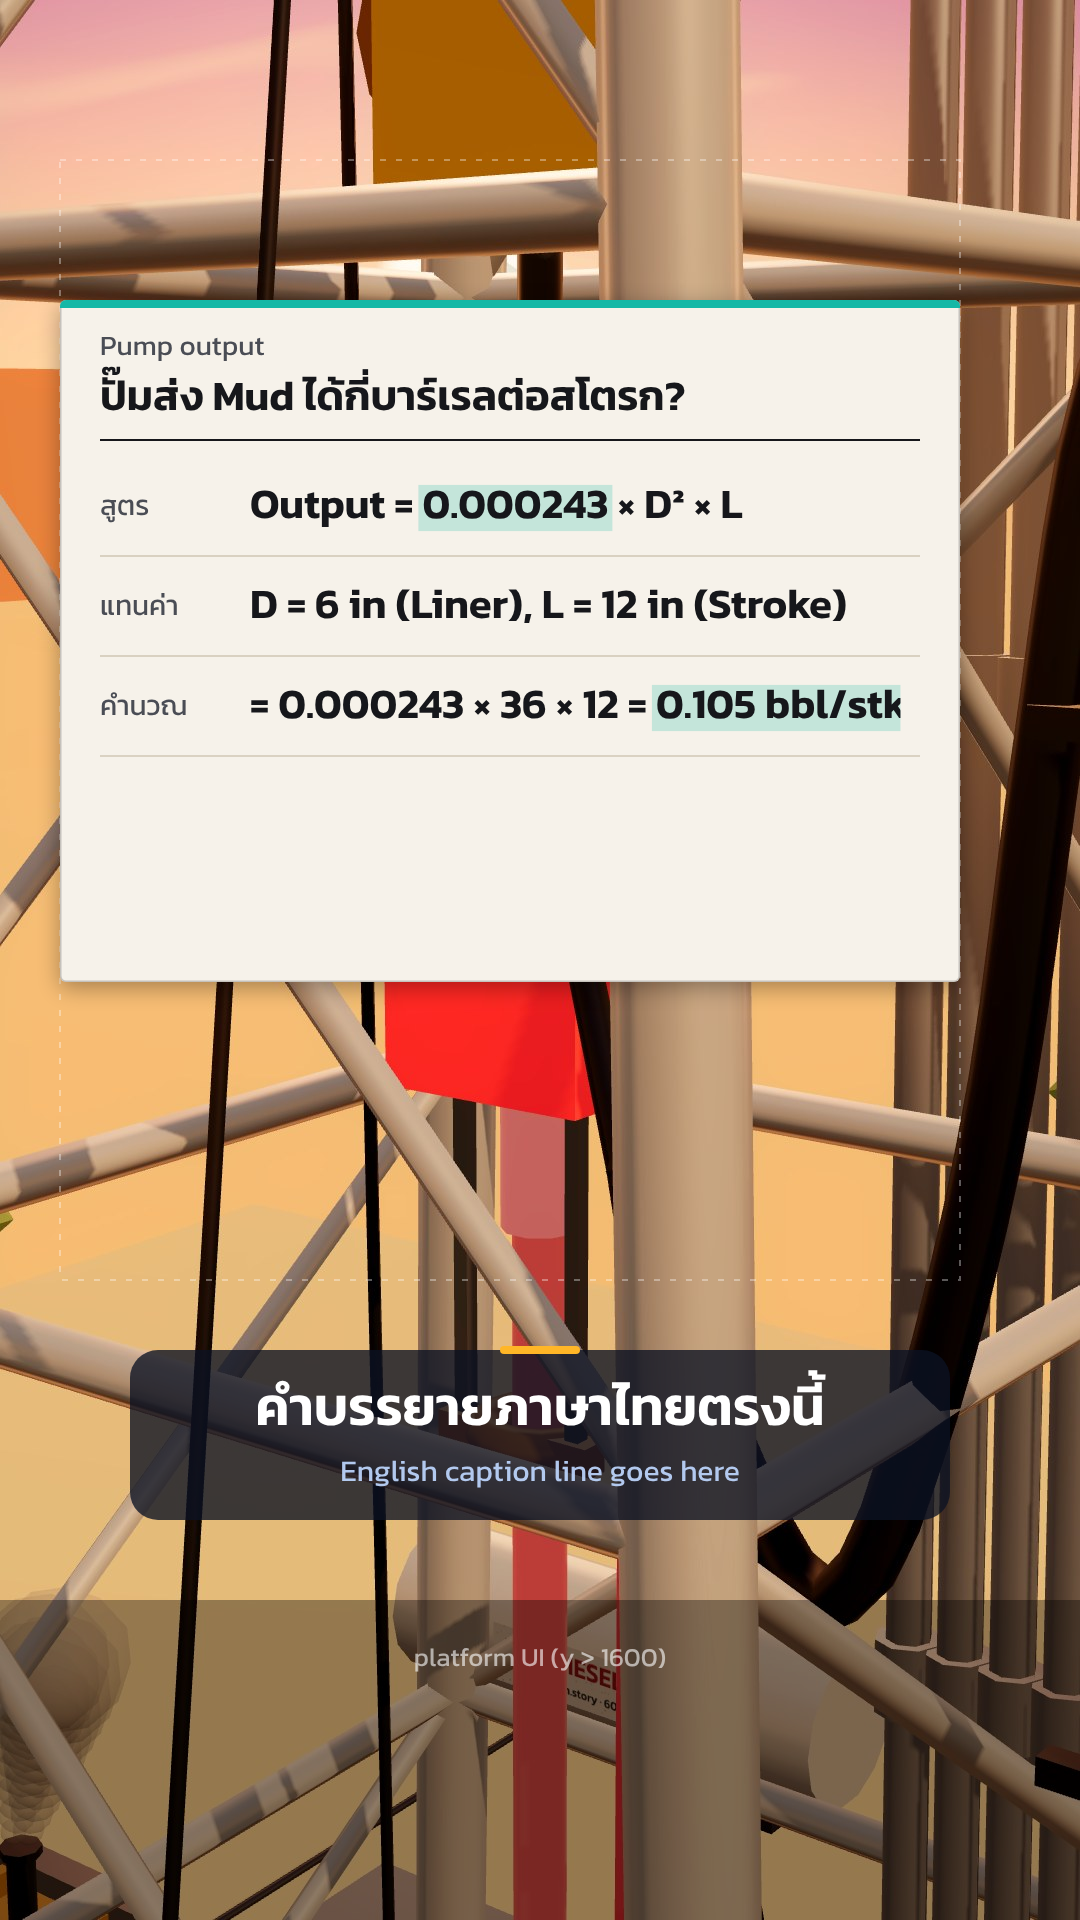 Pump output
ปั๊มส่ง Mud ได้กี่บาร์เรลต่อสโตรก?
สูตร Output = 0.000243 × D² × L
แทนค่า D = 6 in (Liner), L = 12 in (Stroke)
คำนวณ = 0.000243 × 36 × 12 = 0.105 bbl/stk
คำบรรยายภาษาไทยตรงนี้
English caption line goes here
platform UI (y > 1600)